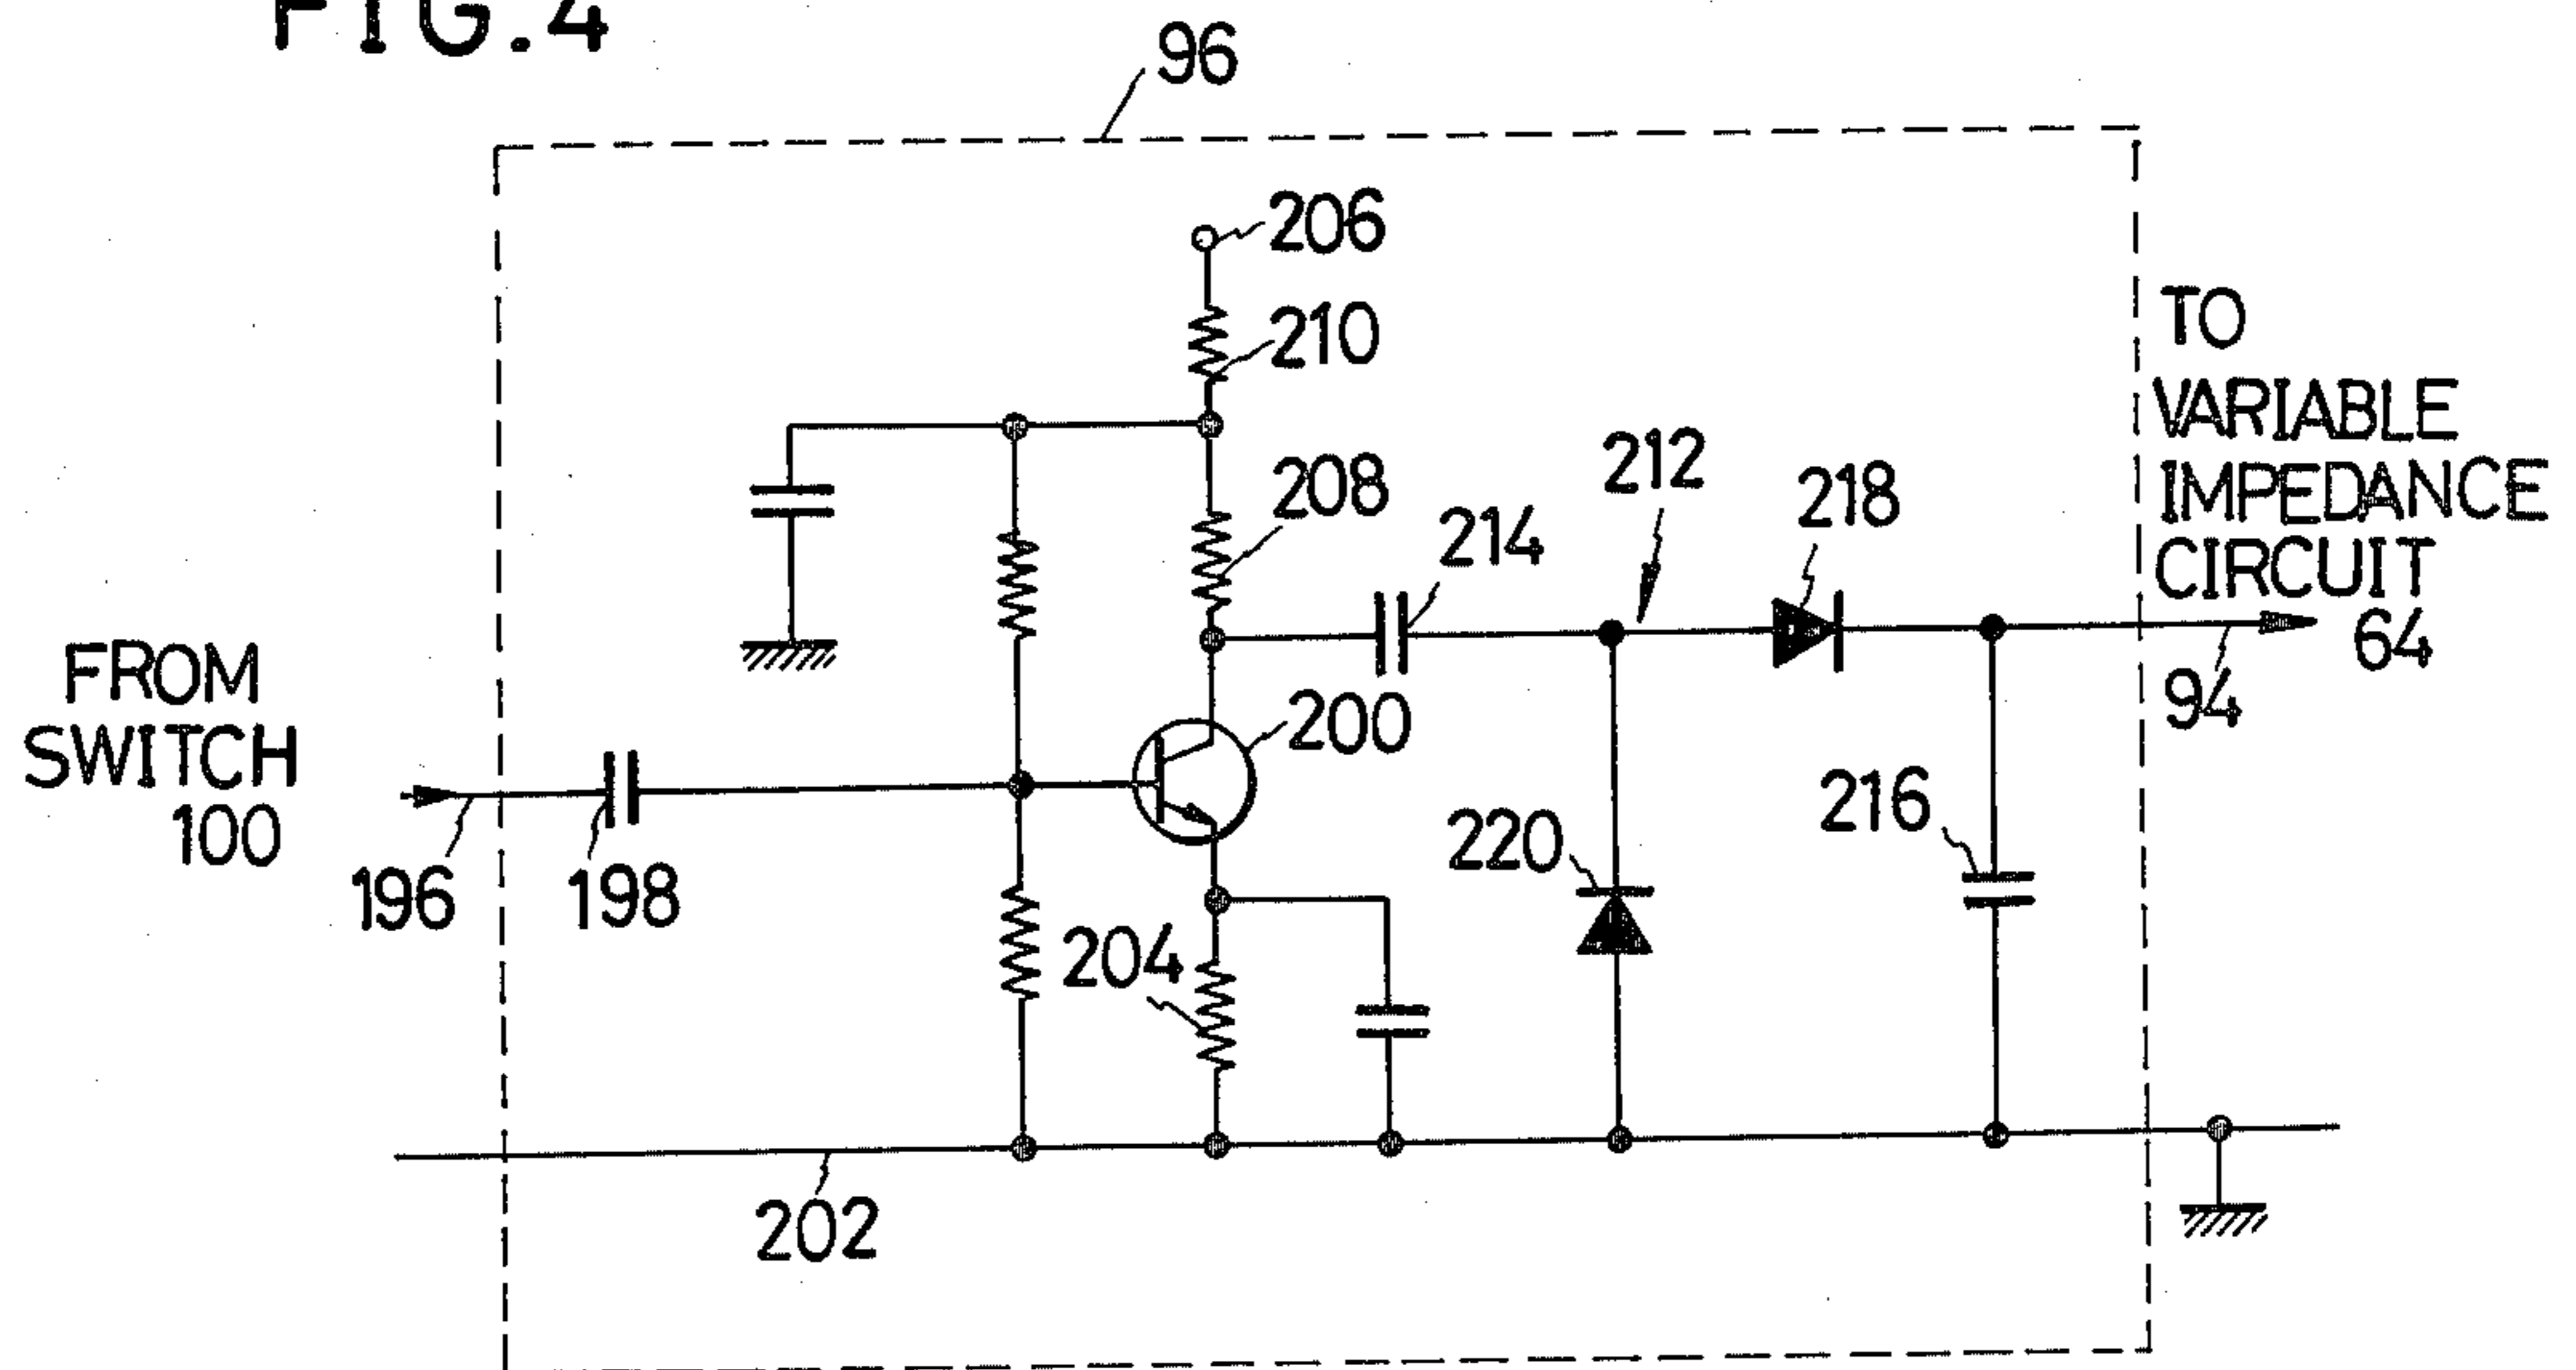 FIG.4
96
206
210
208
212
218
214
TO
VARIABLE
IMPEDANCE
CIRCUIT
64
94
FROM
SWITCH
100
196
198
200
220
216
204
202